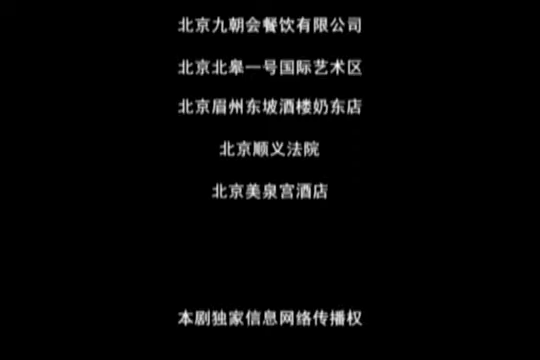 北京九朝会餐饮有限公司
北京北皋一号国际艺术区
北京眉州东坡酒楼奶东店
北京顺义法院
北京美泉宫酒店
本剧独家信息网络传播权